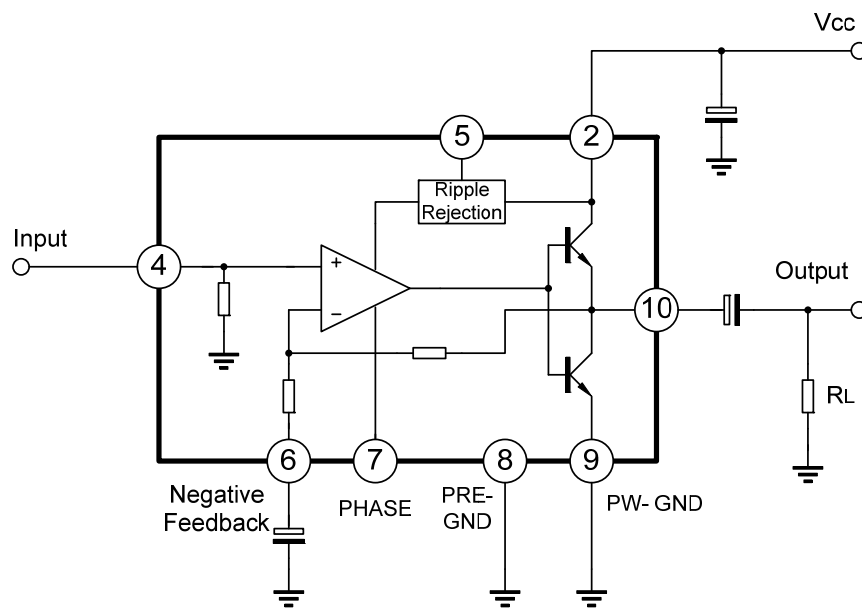 Vcc
5
2
Ripple
Rejection
Input
4
+
−
Output
10
RL
6
7
8
9
Negative
Feedback
PHASE
PRE-
GND
PW- GND